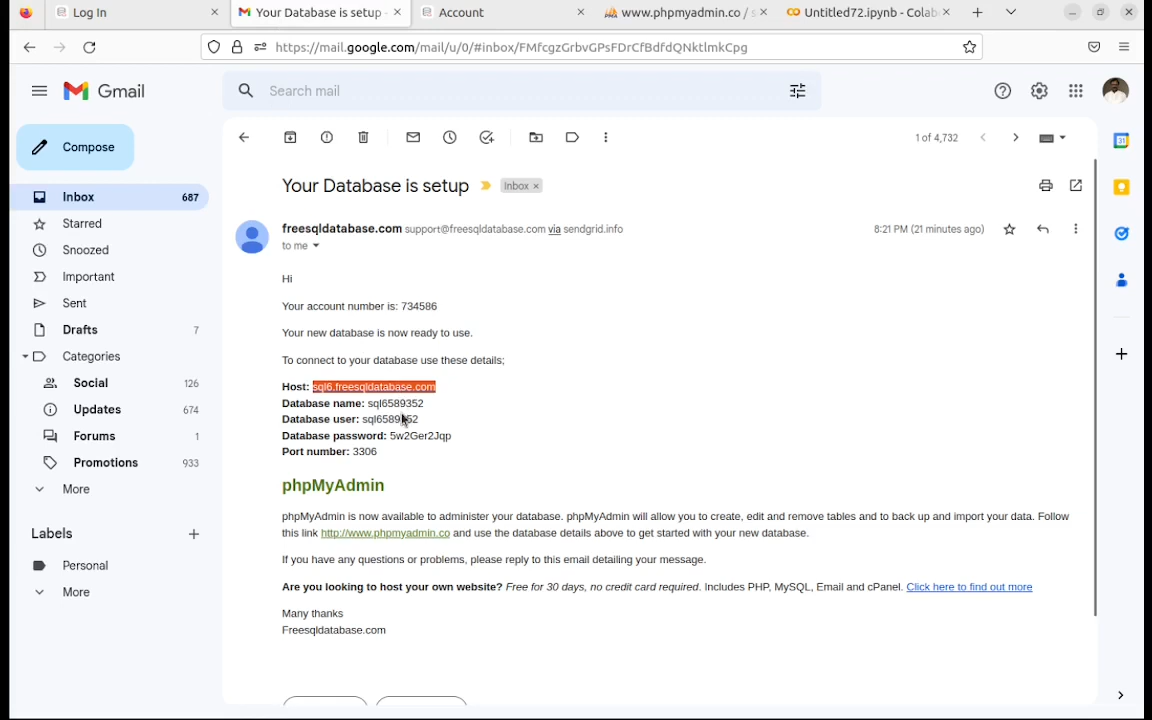 Log In
Your Database is setup -
Account
www.phpmyadmin.co / s
Untitled72.ipynb - Colab
https://mail.google.com/mail/u/0/#inbox/FMfcgzGrbvGPsFDrCfBdfdQNktlmkCpg
Gmail
Search mail
Compose
1 of 4,732
Your Database is setup
Inbox ×
Inbox 687
Starred
Snoozed
Important
Sent
Drafts 7
Categories
Social 126
Updates 674
Forums 1
Promotions 933
More
Labels
Personal
More
freesqldatabase.com support@freesqldatabase.com via sendgrid.info
8:21 PM (21 minutes ago)
to me
Hi
Your account number is: 734586
Your new database is now ready to use.
To connect to your database use these details;
Host: sql6.freesqldatabase.com
Database name: sql6589352
Database user: sql6589352
Database password: 5w2Ger2Jqp
Port number: 3306
phpMyAdmin
phpMyAdmin is now available to administer your database. phpMyAdmin will allow you to create, edit and remove tables and to back up and import your data. Follow
this link http://www.phpmyadmin.co and use the database details above to get started with your new database.
If you have any questions or problems, please reply to this email detailing your message.
Are you looking to host your own website? Free for 30 days, no credit card required. Includes PHP, MySQL, Email and cPanel. Click here to find out more
Many thanks
Freesqldatabase.com